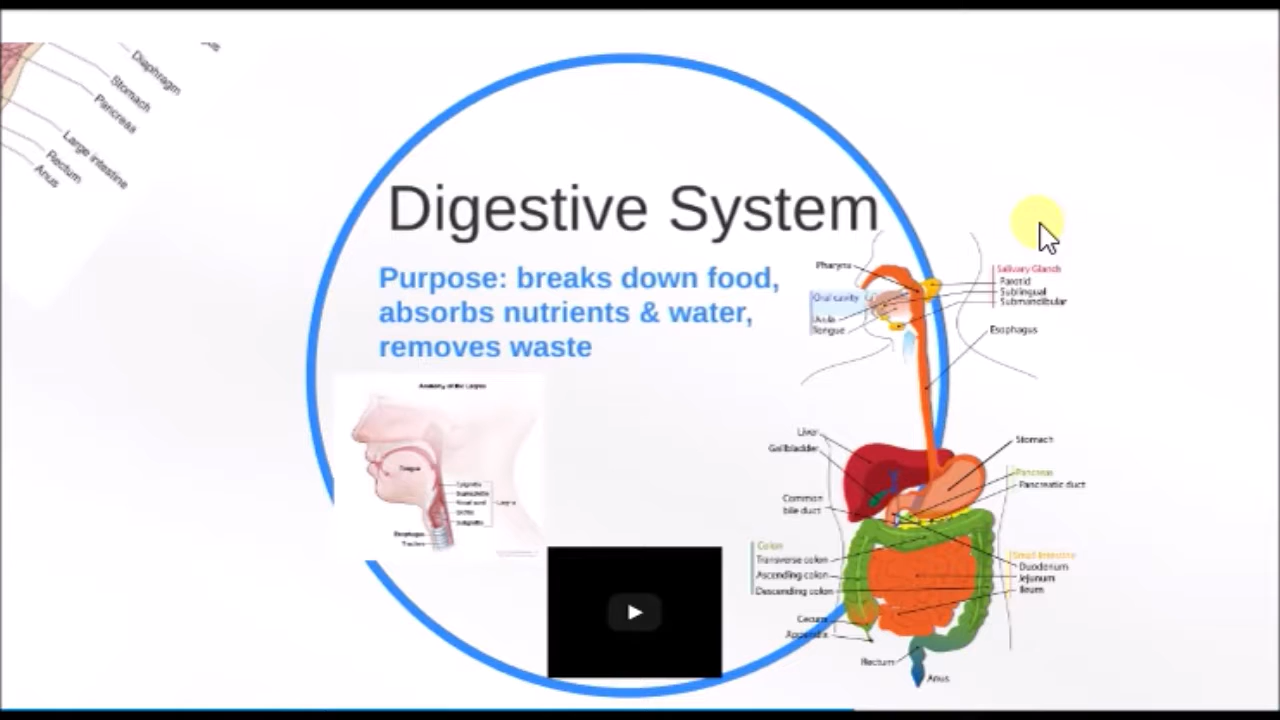 Diaphragm
Stomach
Pancreas
Large intestine
Rectum
Anus
Digestive System
Purpose: breaks down food,
absorbs nutrients & water,
removes waste
Pharynx
Oral cavity
Uvula
Tongue
Salivary Glands
Parotid
Sublingual
Submandibular
Esophagus
Anatomy of the Larynx
Tongue
Epiglottis
Larynx
Esophagus
Trachea
Liver
Gallbladder
Common
bile duct
Stomach
Pancreas
Pancreatic duct
Colon
Transverse colon
Ascending colon
Descending colon
Small Intestine
Duodenum
Jejunum
Ileum
Cecum
Appendix
Rectum
Anus